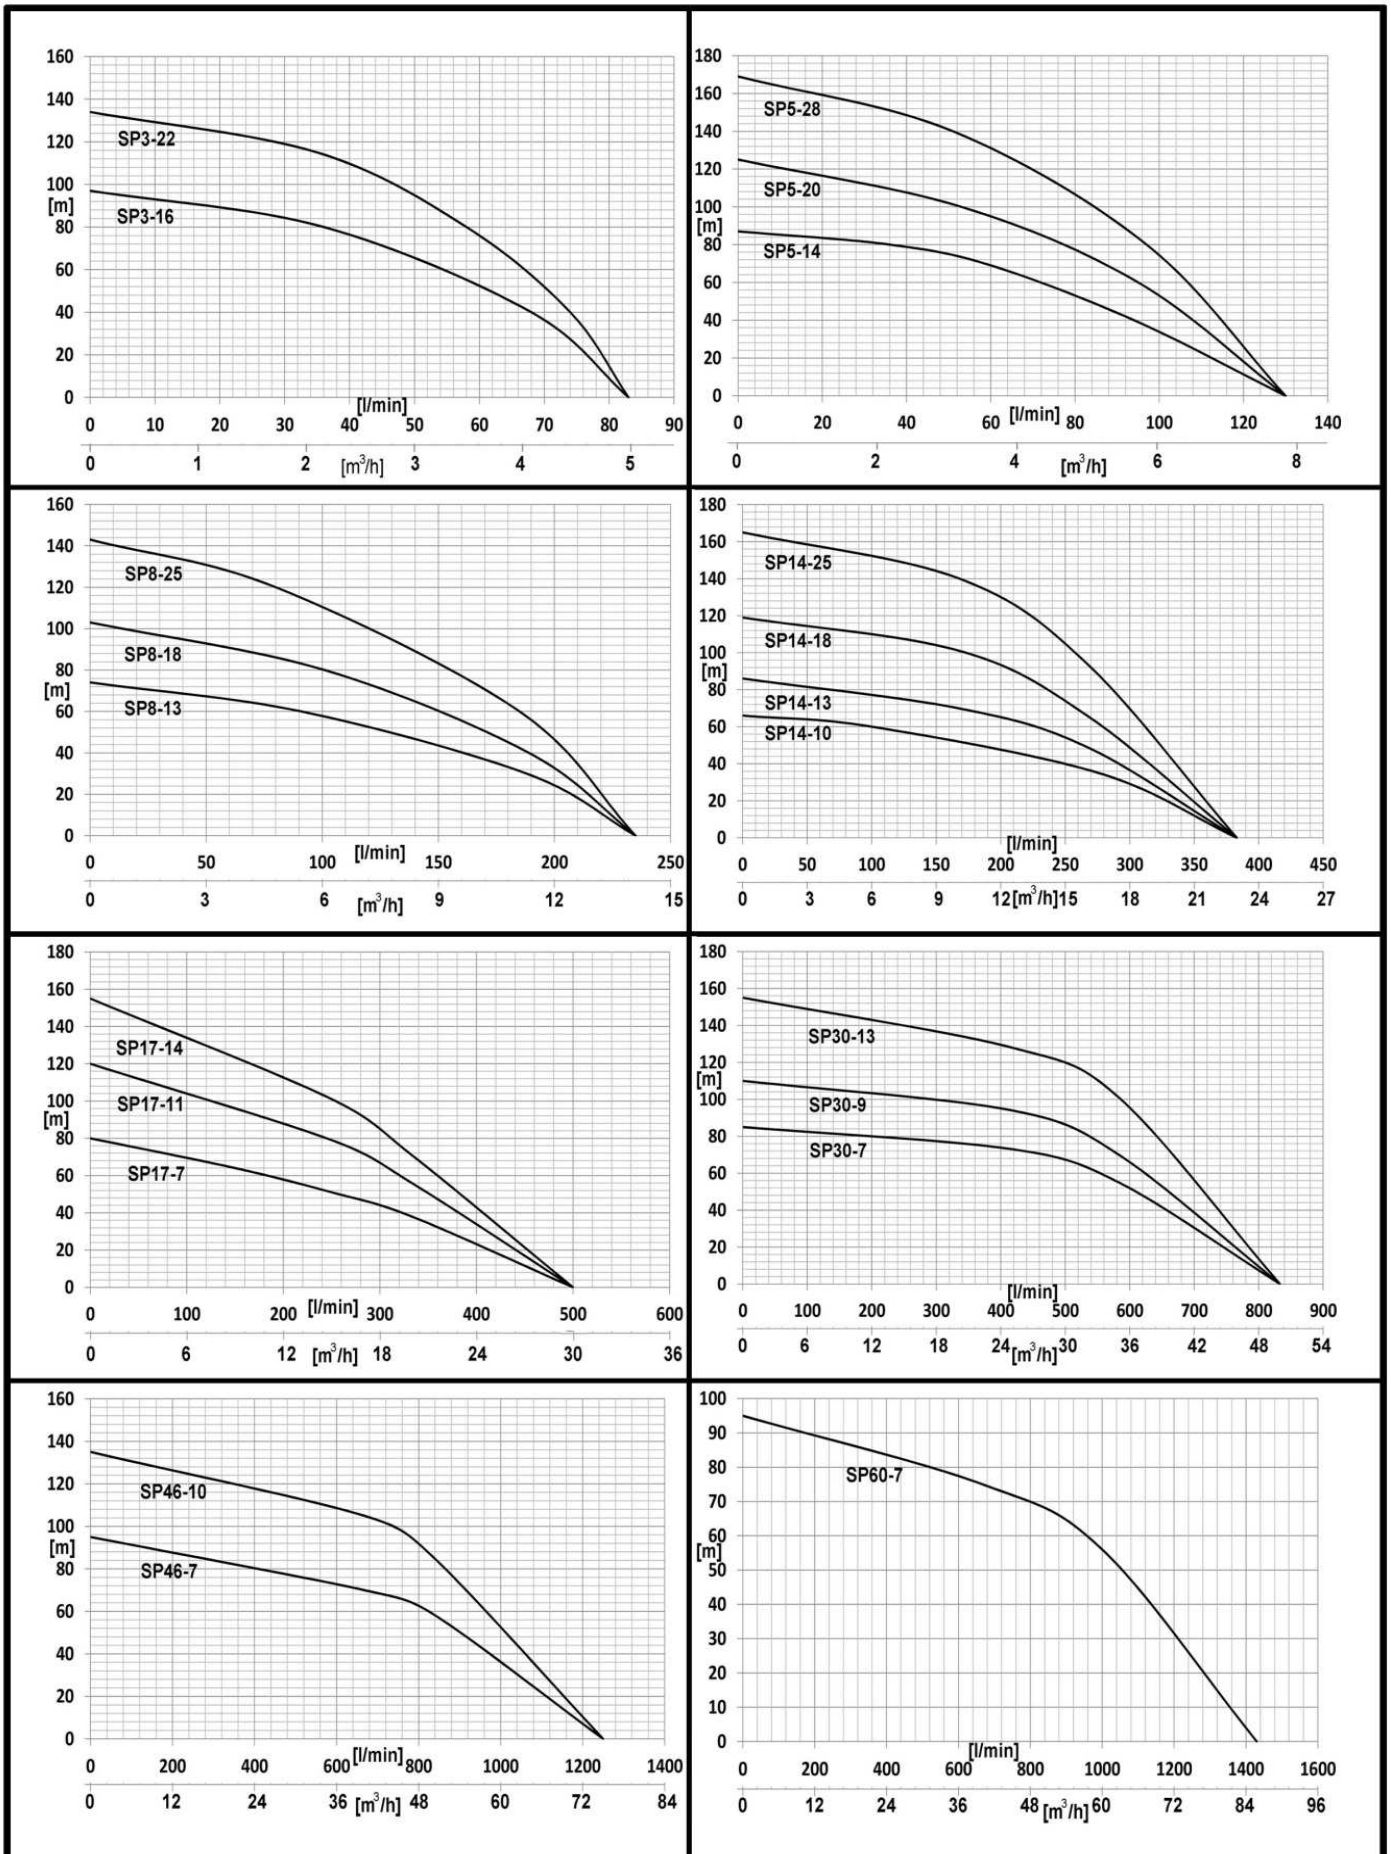 160
140
120
100
[m]
80
60
40
20
0
SP3-22
SP3-16
[l/min]
0 10 20 30 40 50 60 70 80 90
0 1 2 [m³/h] 3 4 5
180
160
140
120
100
[m]
80
60
40
20
0
SP5-28
SP5-20
SP5-14
0 20 40 60 [l/min] 80 100 120 140
0 2 4 [m³/h] 6 8
160
140
120
100
80
[m]
60
40
20
0
SP8-25
SP8-18
SP8-13
0 50 100 [l/min] 150 200 250
0 3 6 [m³/h] 9 12 15
180
160
140
120
100
[m]
80
60
40
20
0
SP14-25
SP14-18
SP14-13
SP14-10
[l/min]
0 50 100 150 200 250 300 350 400 450
0 3 6 9 12 [m³/h] 15 18 21 24 27
180
160
140
120
100
[m]
80
60
40
20
0
SP17-14
SP17-11
SP17-7
0 100 200 [l/min] 300 400 500 600
0 6 12 [m³/h] 18 24 30 36
180
160
140
120
[m]
100
80
60
40
20
0
SP30-13
SP30-9
SP30-7
[l/min]
0 100 200 300 400 500 600 700 800 900
0 6 12 18 24 [m³/h] 30 36 42 48 54
160
140
120
100
[m]
80
60
40
20
0
SP46-10
SP46-7
[l/min]
0 200 400 600 800 1000 1200 1400
0 12 24 36 [m³/h] 48 60 72 84
100
90
80
70
60
[m]
50
40
30
20
10
0
SP60-7
[l/min]
0 200 400 600 800 1000 1200 1400 1600
0 12 24 36 48 [m³/h] 60 72 84 96